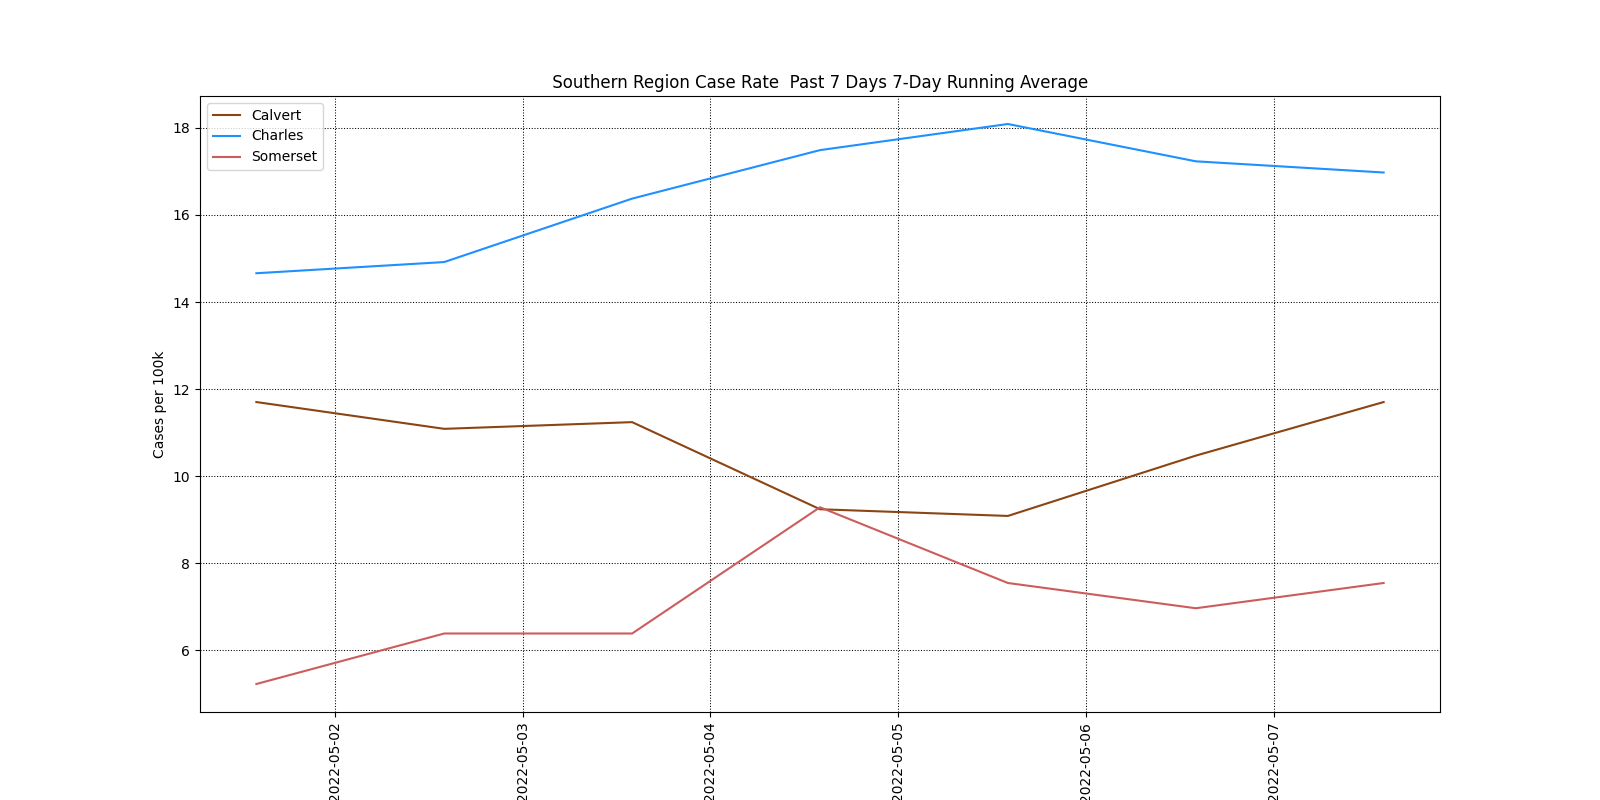 Southern Region Case Rate  Past 7 Days 7-Day Running Average
Calvert
Charles
Somerset
18
16
14
12
10
8
6
Cases per 100k
2022-05-02
2022-05-03
2022-05-04
2022-05-05
2022-05-06
2022-05-07